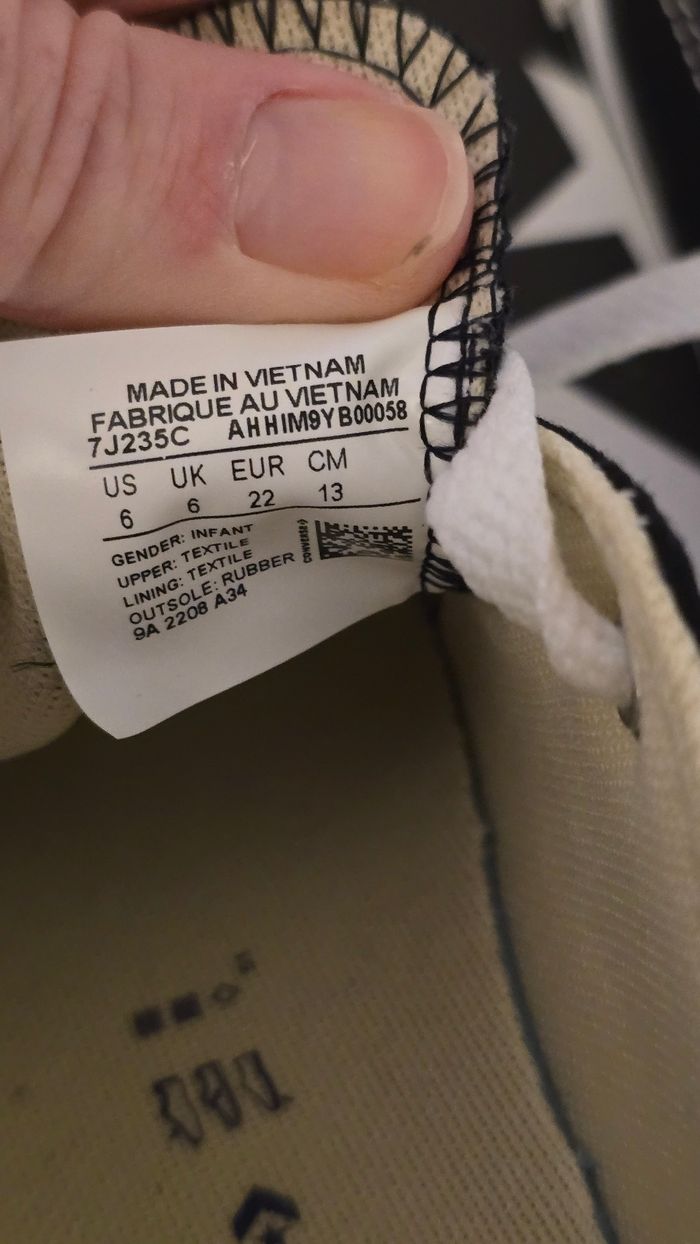 MADE IN VIETNAM
FABRIQUE AU VIETNAM
7J235C AHHIM9YB00058
US UK EUR CM
6 6 22 13
GENDER: INFANT
UPPER: TEXTILE
LINING: TEXTILE
OUTSOLE: RUBBER
9A 2208 A34
CONVERSE